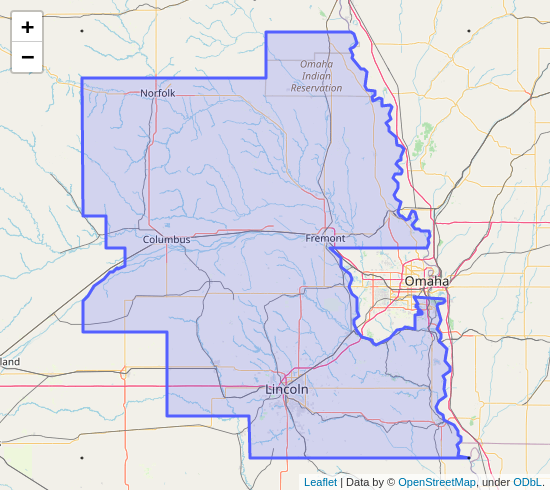 +
−
Omaha
Indian
Reservation
Norfolk
Columbus
Fremont
Omaha
land
Lincoln
Leaflet | Data by © OpenStreetMap, under ODbL.